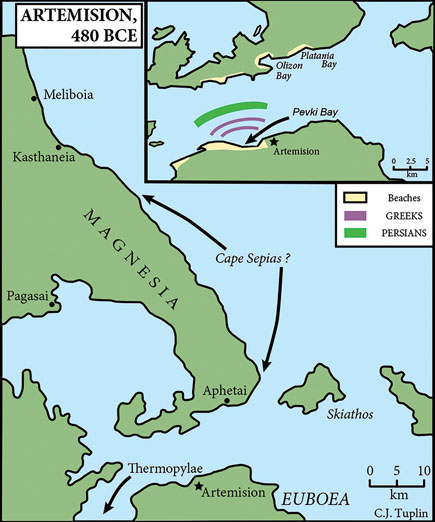 ARTEMISION,
480 BCE
Meliboia
Kasthaneia
MAGNESIA
Pagasai
Cape Sepias ?
Aphetai
Skiathos
Thermopylae
Artemision
EUBOEA
0 5 10
km
C.J. Tuplin
Platania
Bay
Olizon
Bay
Pevki Bay
Artemision
0 2.5 5
km
Beaches
GREEKS
PERSIANS